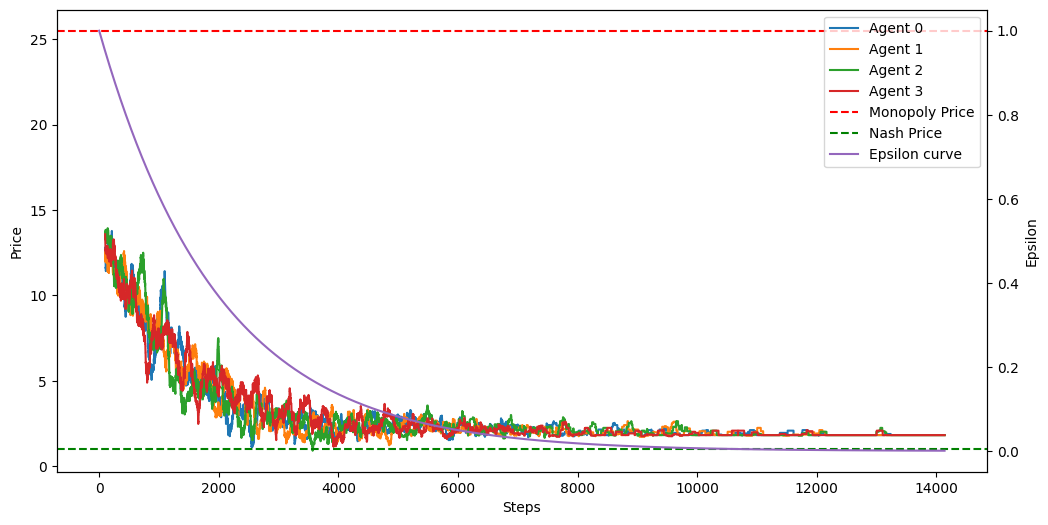 25
20
15
10
5
0
Price
0
2000
4000
6000
8000
10000
12000
14000
Steps
1.0
0.8
0.6
0.4
0.2
0.0
Epsilon
Agent 0
Agent 1
Agent 2
Agent 3
Monopoly Price
Nash Price
Epsilon curve